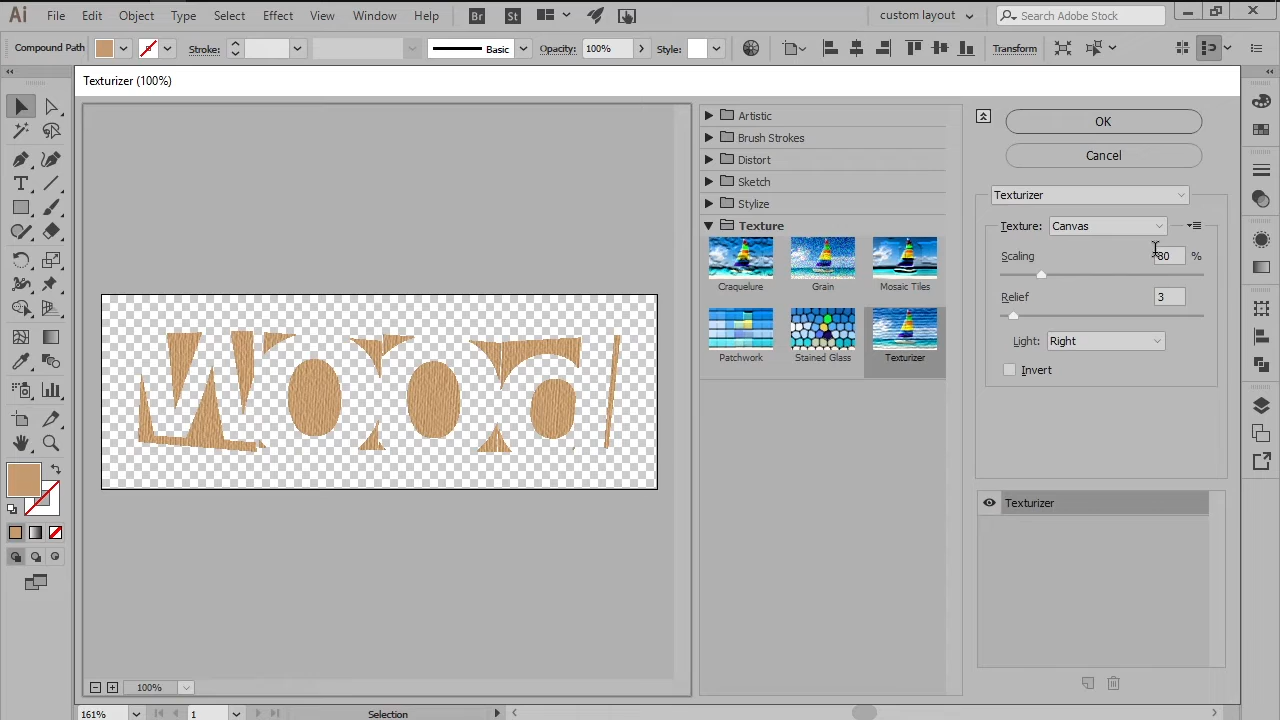 Ai File Edit Object Type Select Effect View Window Help Br St custom layout Search Adobe Stock
Compound Path Stroke: Basic Opacity: 100% Style: Transform
Texturizer (100%)
Artistic
Brush Strokes
Distort
Sketch
Stylize
Texture
Craquelure Grain Mosaic Tiles
Patchwork Stained Glass Texturizer
OK
Cancel
Texturizer
Texture: Canvas
Scaling 80 %
Relief 3
Light: Right
Invert
Texturizer
Wood
100%
161% 1 Selection